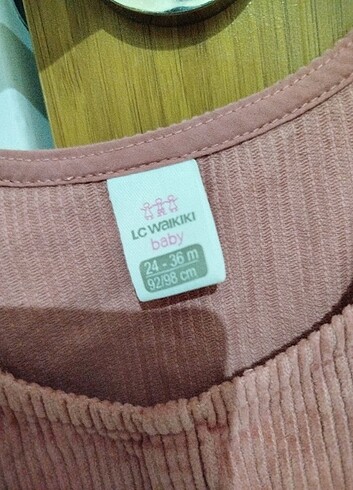 LC WAIKIKI
baby
24 - 36 m
92/98 cm